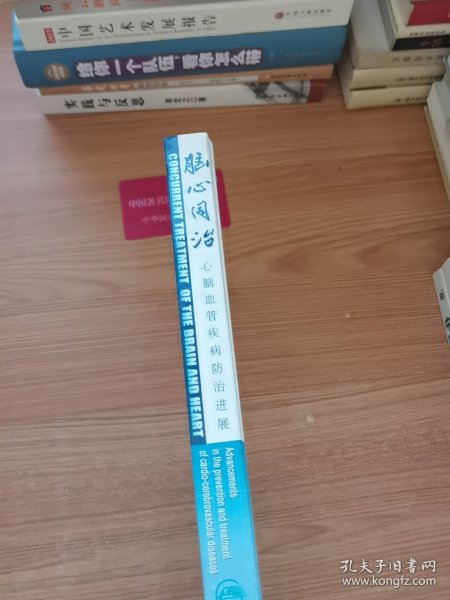 中国艺术发展报告
给你一个队伍，看你怎么带
实践与反思
脑心同治
心脑血管疾病防治进展
CONCURRENT TREATMENT OF THE BRAIN AND HEART
Advancements
in the prevention and treatment
of cardio-cerebrovascular diseases
孔夫子旧书网
www.kongfz.com